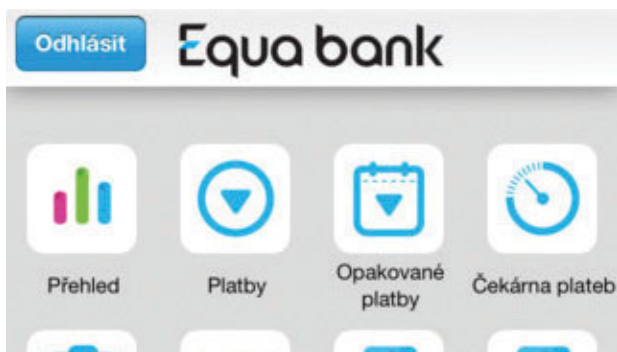 Odhlásit
Equa bank
Přehled
Platby
Opakované
platby
Čekárna plateb